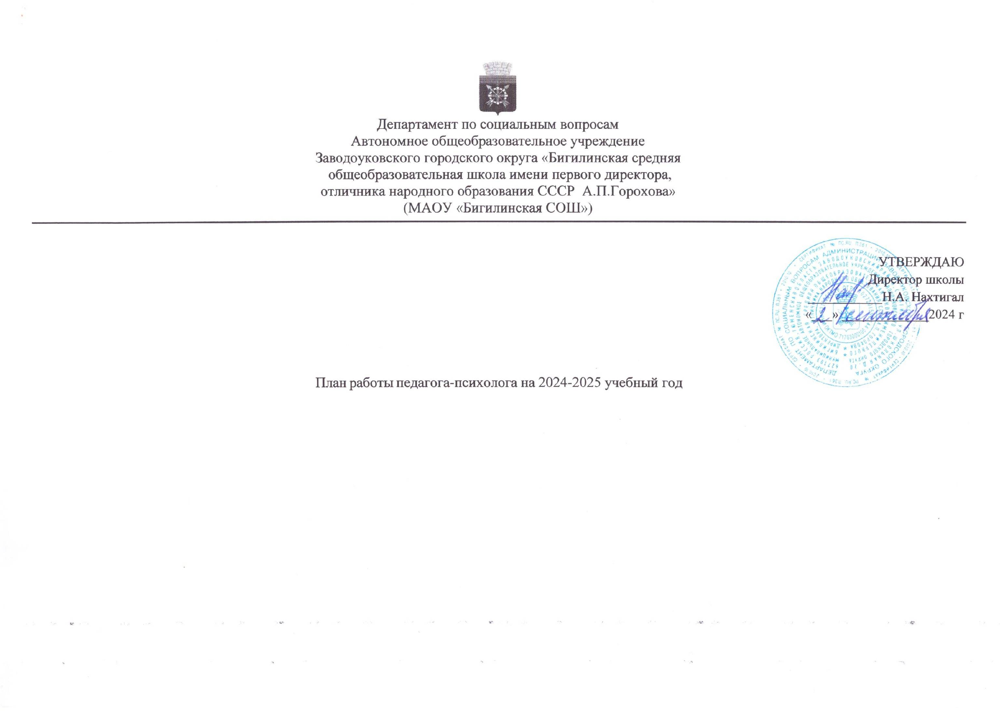 Департамент по социальным вопросам
Автономное общеобразовательное учреждение
Заводоуковского городского округа «Бигилинская средняя
общеобразовательная школа имени первого директора,
отличника народного образования СССР А.П.Горохова»
(МАОУ «Бигилинская СОШ»)
УТВЕРЖДАЮ
Директор школы
____________Н.А. Нахтигал
«2» сентября 2024 г
План работы педагога-психолога на 2024-2025 учебный год